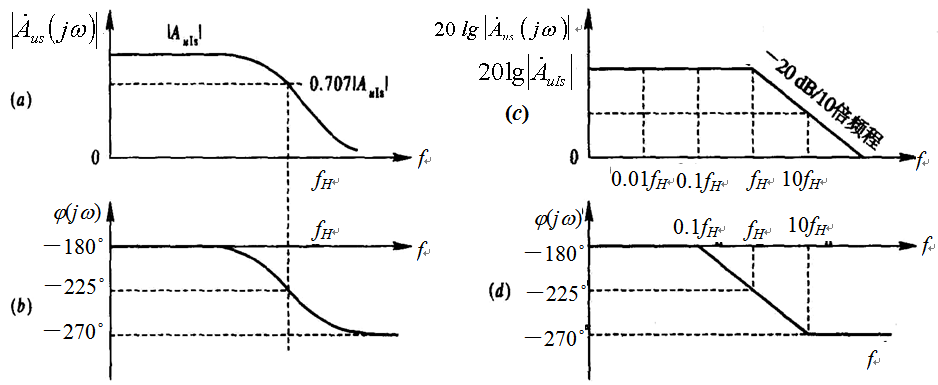 |Ȧus(jω)|
|AuIs|
0.707|AuIs|
(a)
0
f
fH
φ(jω)
fH
f
−180°
−225°
(b)
−270°
20 lg |Ȧus(jω)|
20lg|ȦuIs|
−20 dB/10倍频程
(c)
0
f
0.01fH 0.1fH fH 10fH
φ(jω)
0.1fH fH 10fH
f
−180°
−225°
(d)
−270°
f